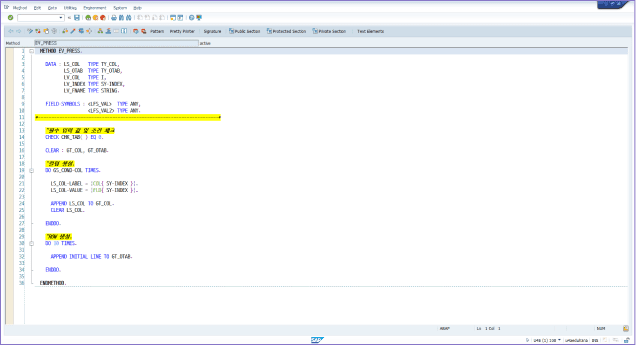 Method Edit Goto Utilities Environment System Help
Pattern Pretty Printer Signature Public Section Protected Section Private Section Text Elements
Method EV_PRESS active
1 METHOD EV_PRESS.
2
3 DATA : LS_COL TYPE TY_COL,
4 LS_OTAB TYPE TY_OTAB,
5 LV_COL TYPE I,
6 LV_INDEX TYPE SY-INDEX,
7 LV_FNAME TYPE STRING.
8
9 FIELD-SYMBOLS : <LFS_VAL> TYPE ANY,
10 <LFS_VAL2> TYPE ANY.
11
12
13 "필수 입력 값 및 조건 체크
14 CHECK CHK_TAB( ) EQ 0.
15
16 CLEAR : GT_COL, GT_OTAB.
17
18 "컬럼 생성.
19 DO GS_COND-COL TIMES.
20
21 LS_COL-LABEL = |COL{ SY-INDEX }|.
22 LS_COL-VALUE = |FLD{ SY-INDEX }|.
23
24 APPEND LS_COL TO GT_COL.
25 CLEAR LS_COL.
26
27 ENDDO.
28
29 "ROW 생성.
30 DO 10 TIMES.
31
32 APPEND INITIAL LINE TO GT_OTAB.
33
34 ENDDO.
35
36 ENDMETHOD.
ABAP Ln 1 Col 1 NUM
SAP